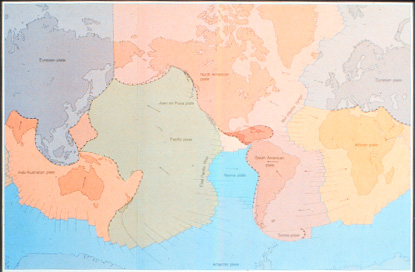 Eurasian plate
North American
plate
Eurasian plate
Juan de Fuca plate
Pacific plate
African plate
Indo-Australian plate
South American
plate
Nazca plate
Scotia plate
Antarctic plate